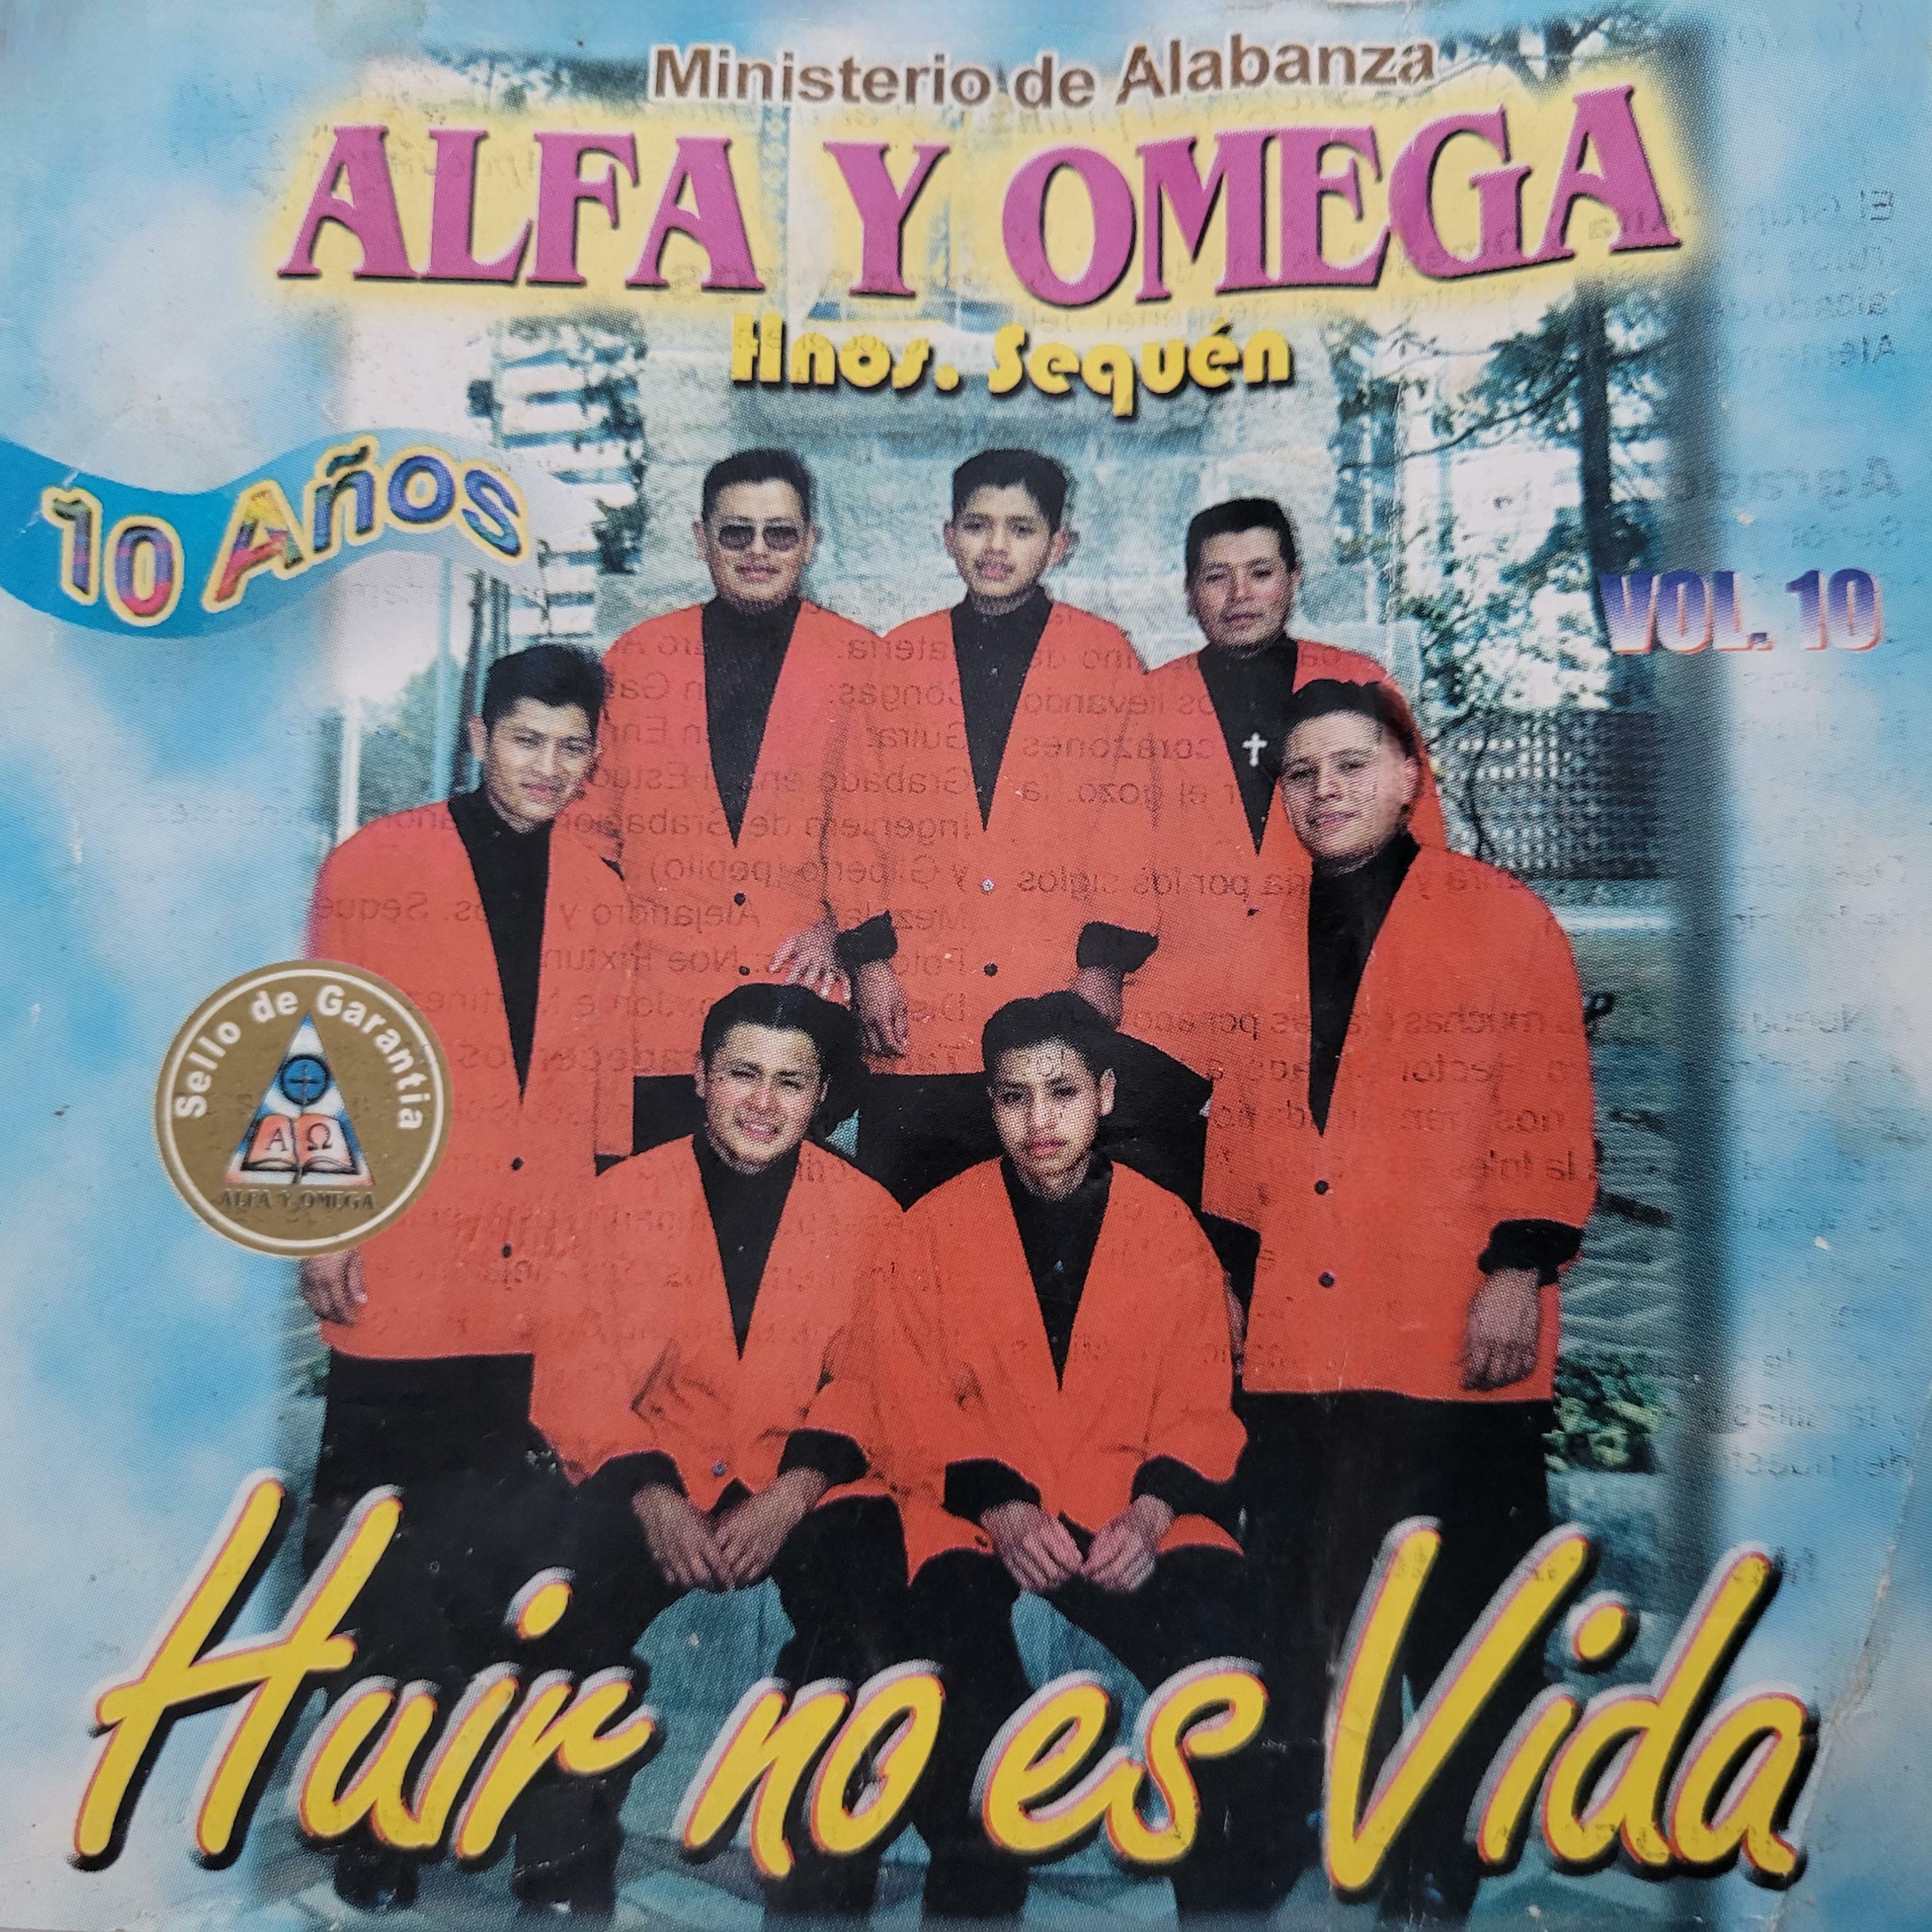 Ministerio de Alabanza
ALFA Y OMEGA
Hnos. Sequén
10 Años
VOL. 10
Sello de Garantia
A Ω
ALFA Y OMEGA
Huir no es Vida